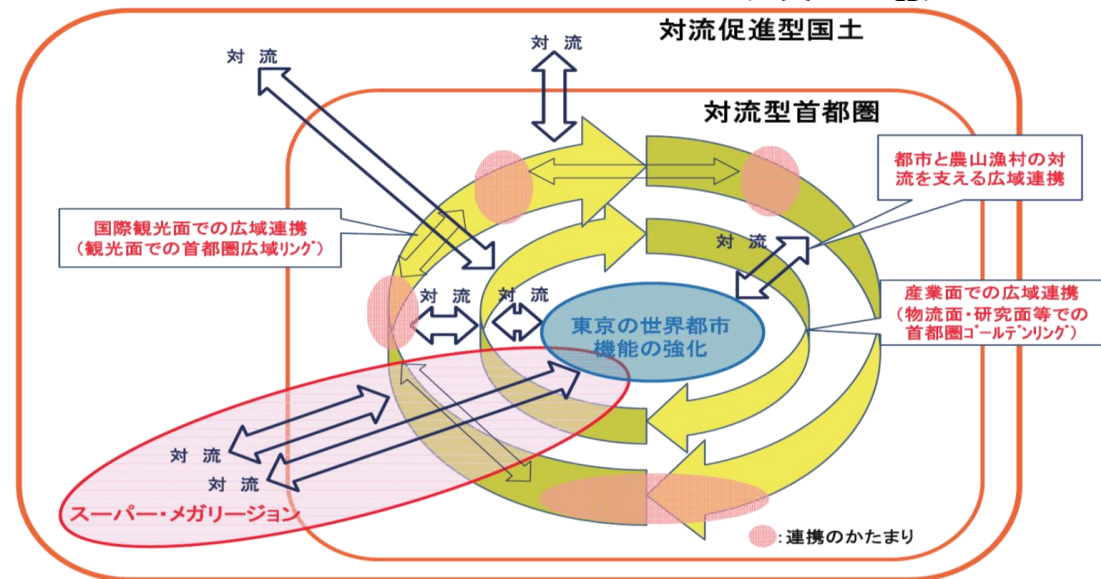 対流促進型国土
対 流
対 流
対流型首都圏
都市と農山漁村の対
流を支える広域連携
国際観光面での広域連携
(観光面での首都圏広域リング)
対 流
対 流
対 流
産業面での広域連携
(物流面・研究面等での
首都圏ゴールデンリング)
東京の世界都市
機能の強化
対 流
対 流
スーパー・メガリージョン
:連携のかたまり